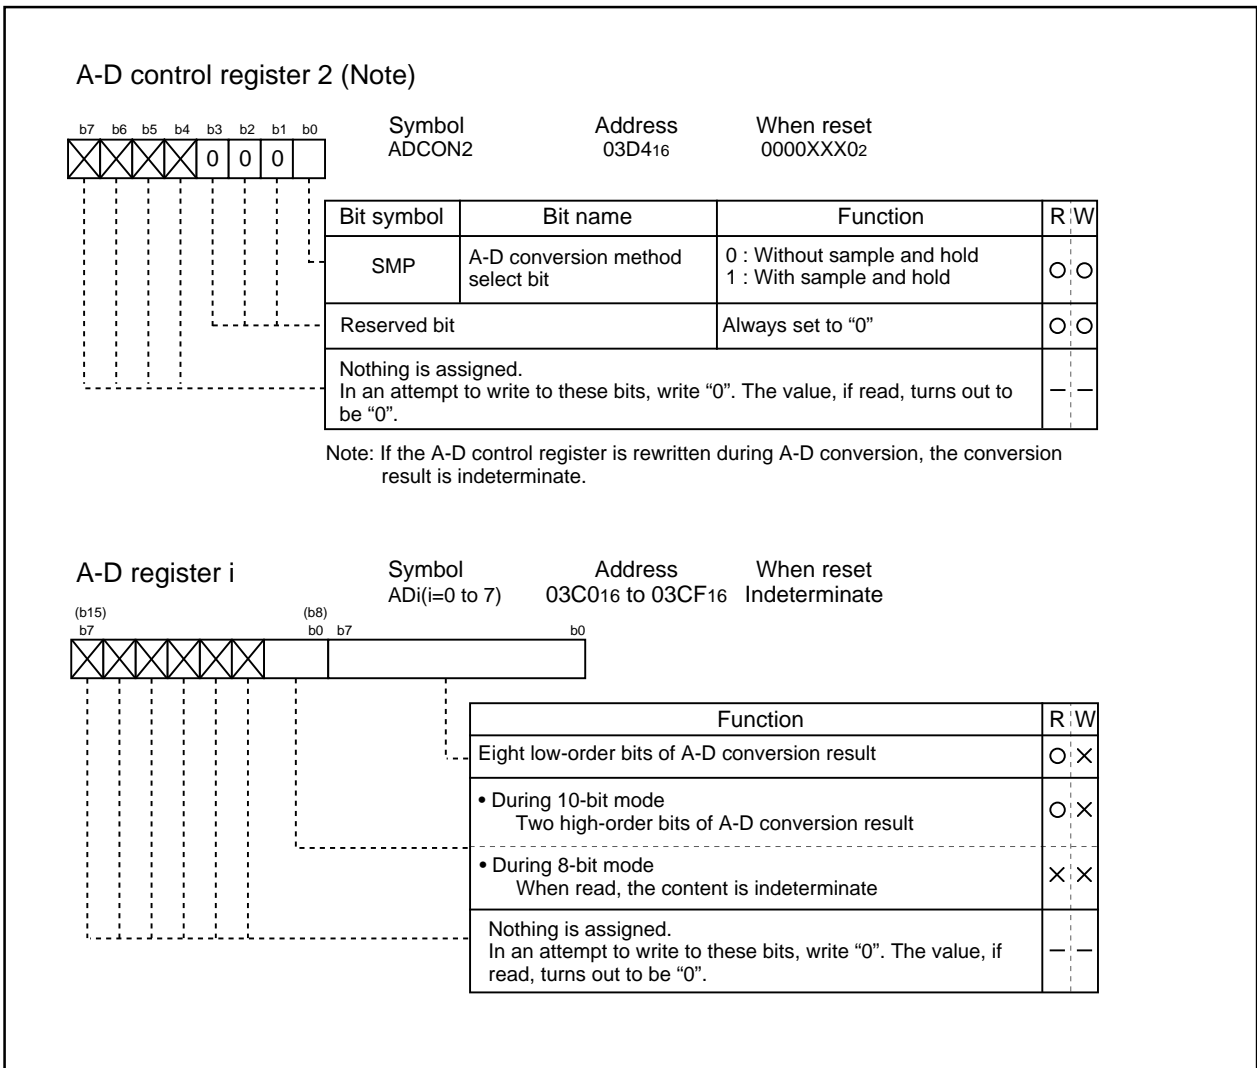 A-D control register 2 (Note)
Symbol Address When reset
b7 b6 b5 b4 b3 b2 b1 b0
ADCON2 03D416 0000XXX02
0 0 0
Bit symbol Bit name Function R W
SMP A-D conversion method select bit 0 : Without sample and hold
1 : With sample and hold
Reserved bit Always set to “0”
Nothing is assigned.
In an attempt to write to these bits, write “0”. The value, if read, turns out to
be “0”.
Note: If the A-D control register is rewritten during A-D conversion, the conversion
result is indeterminate.
A-D register i
Symbol Address When reset
ADi(i=0 to 7) 03C016 to 03CF16 Indeterminate
(b15) (b8)
b7 b0 b7 b0
Function R W
Eight low-order bits of A-D conversion result
• During 10-bit mode
Two high-order bits of A-D conversion result
• During 8-bit mode
When read, the content is indeterminate
Nothing is assigned.
In an attempt to write to these bits, write “0”. The value, if
read, turns out to be “0”.